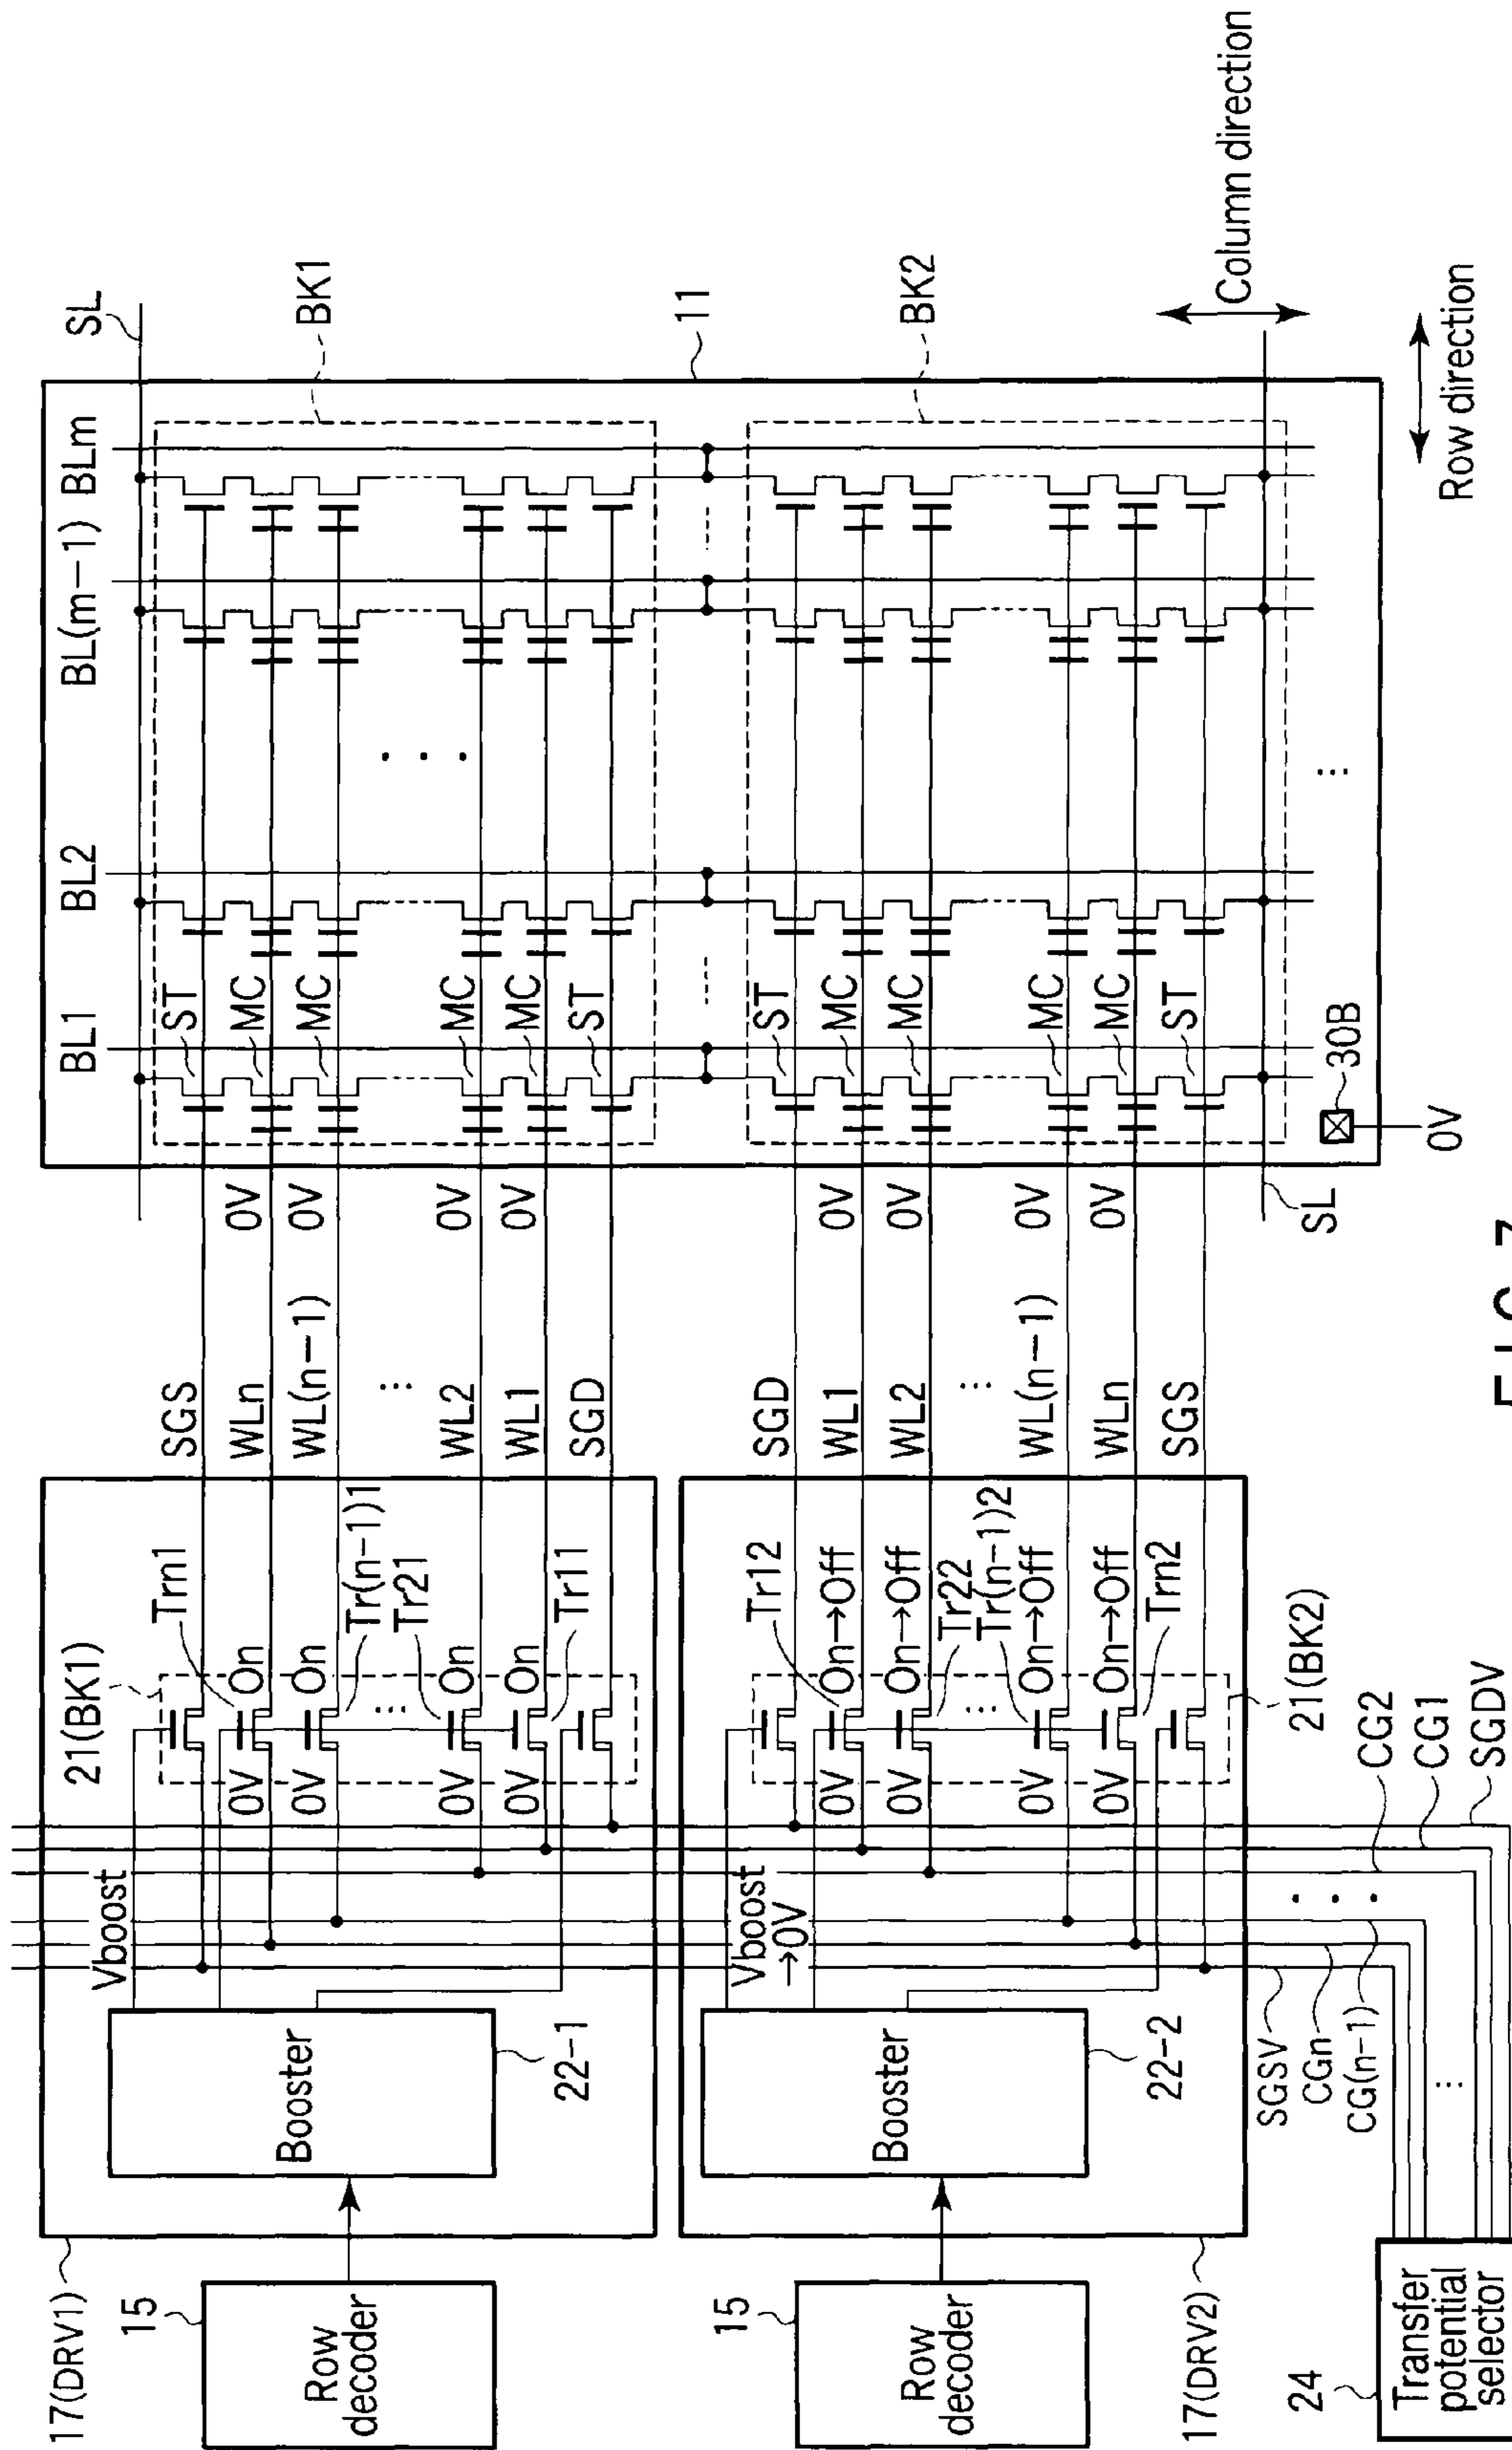 SL
BL1
BL2
BL(m−1)
BLm
BK1
11
BK2
Column direction
Row direction
ST
MC
MC
MC
MC
ST
ST
MC
MC
MC
MC
ST
30B
0V
SL
SGS
WLn
0V
WL(n−1)
0V
WL2
0V
WL1
0V
SGD
SGD
WL1
0V
WL2
0V
WL(n−1)
0V
WLn
0V
SGS
17(DRV1)
15
Row
decoder
Booster
22-1
Vboost
21(BK1)
Trn1
0V
On
0V
On
Tr(n−1)1
Tr21
0V
On
0V
On
Tr11
17(DRV2)
15
Row
decoder
Booster
22-2
Vboost
→0V
Tr12
0V
On→Off
0V
On→Off
Tr22
Tr(n−1)2
0V
On→Off
0V
On→Off
Trn2
21(BK2)
SGSV
CGn
CG(n−1)
CG2
CG1
SGDV
24
Transfer
potential
selector